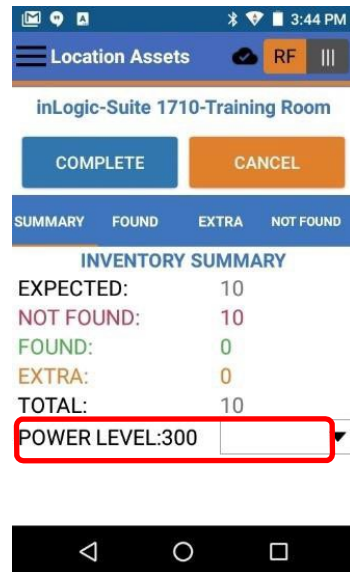 3:44 PM
Location Assets RF
inLogic-Suite 1710-Training Room
COMPLETE CANCEL
SUMMARY FOUND EXTRA NOT FOUND
INVENTORY SUMMARY
EXPECTED: 10
NOT FOUND: 10
FOUND: 0
EXTRA: 0
TOTAL: 10
POWER LEVEL:300